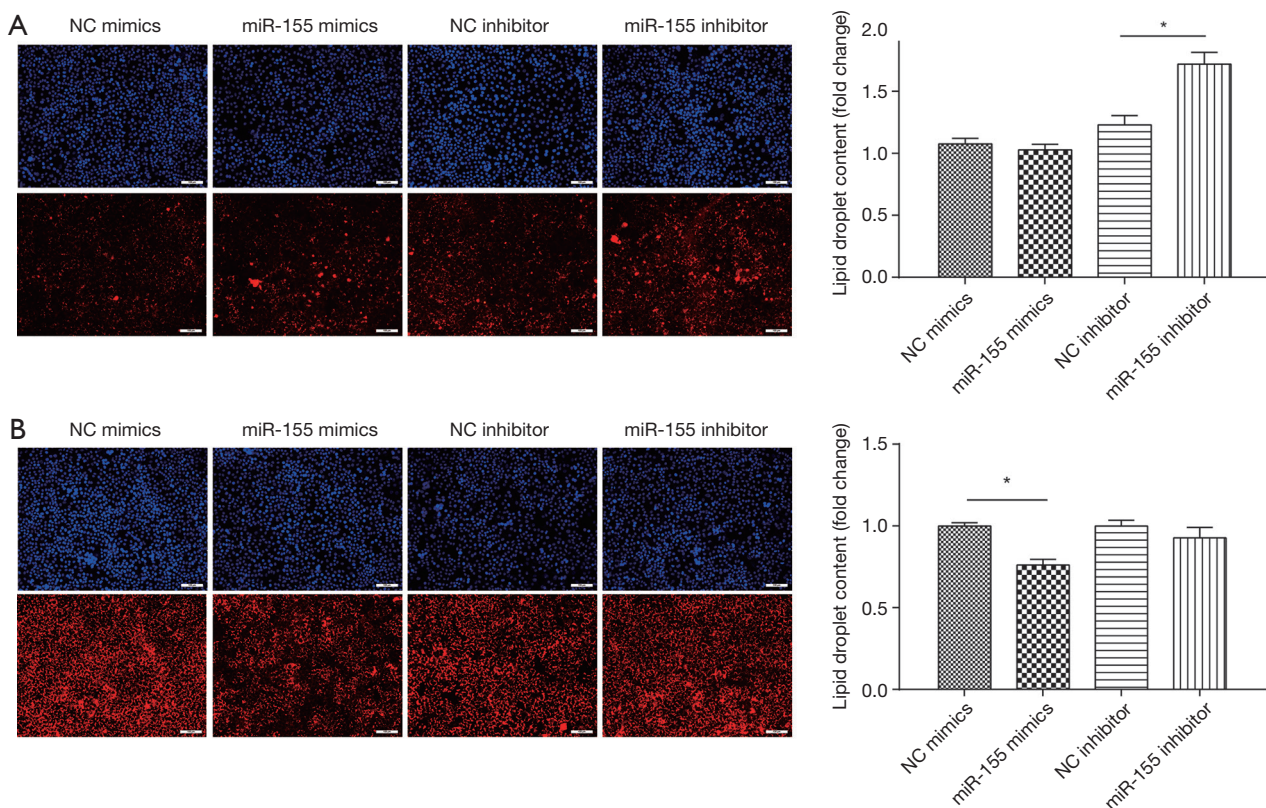 A
NC mimics
miR-155 mimics
NC inhibitor
miR-155 inhibitor
Lipid droplet content (fold change)
2.0
1.5
1.0
0.5
0.0
*
NC mimics
miR-155 mimics
NC inhibitor
miR-155 inhibitor
B
NC mimics
miR-155 mimics
NC inhibitor
miR-155 inhibitor
Lipid droplet content (fold change)
1.5
1.0
0.5
0.0
*
NC mimics
miR-155 mimics
NC inhibitor
miR-155 inhibitor